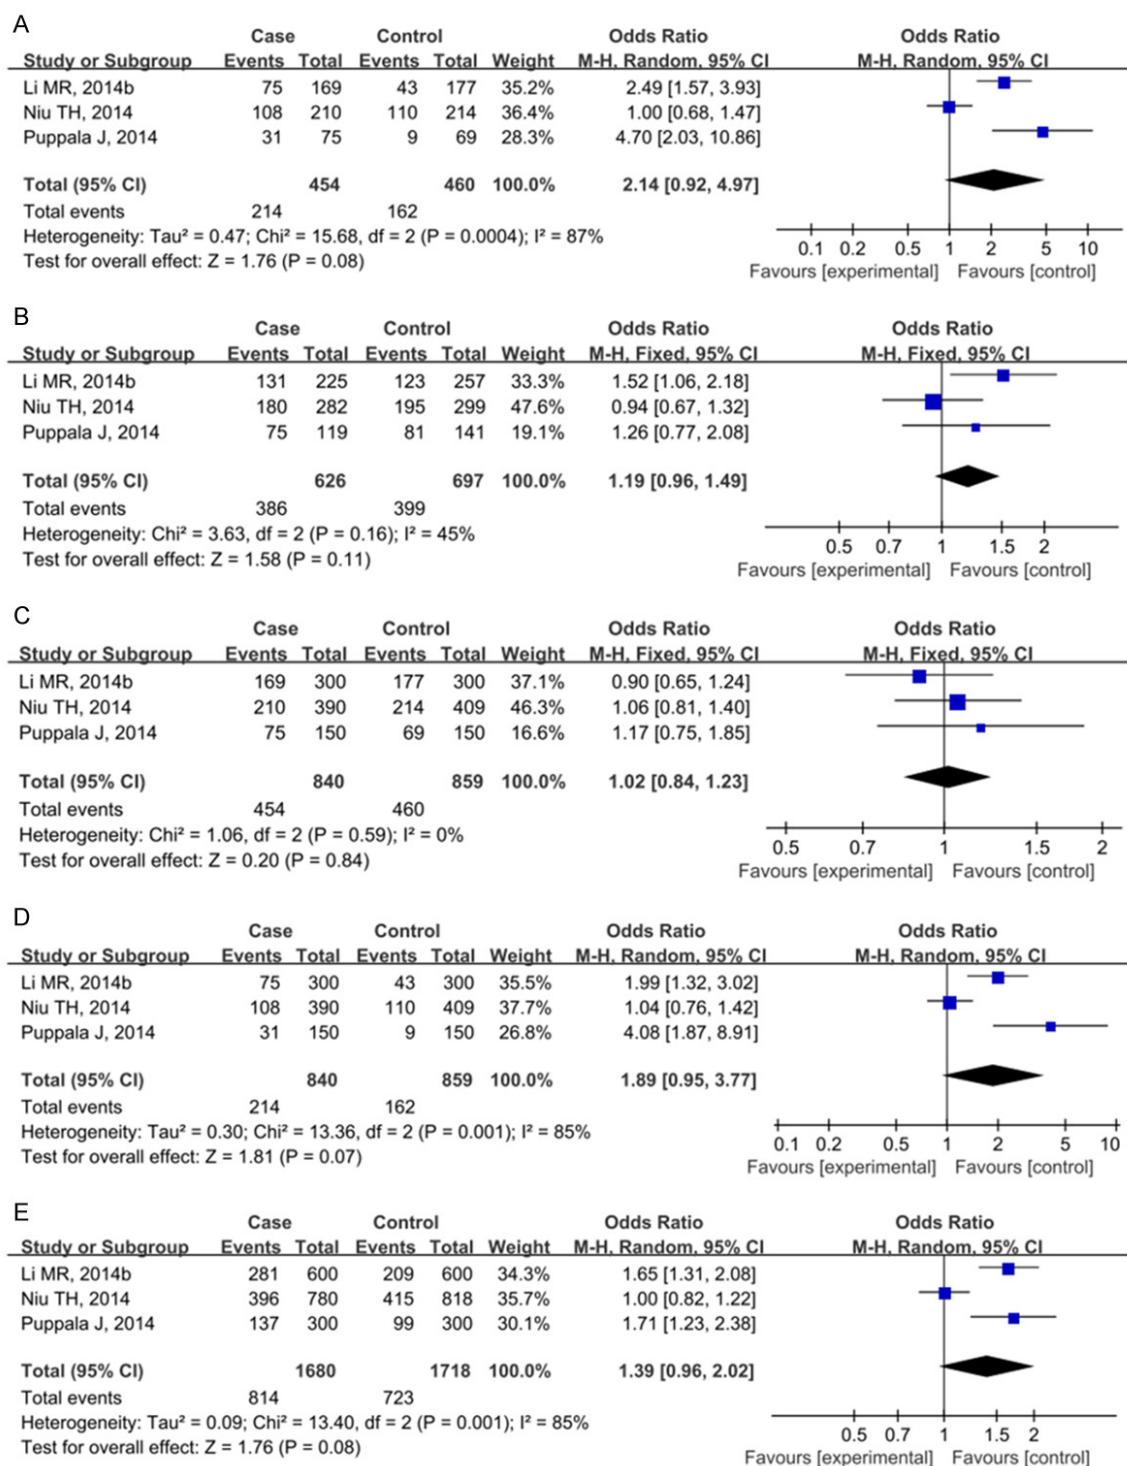 A
Case Control Odds Ratio Odds Ratio
Study or Subgroup Events Total Events Total Weight M-H, Random, 95% CI M-H, Random, 95% CI
Li MR, 2014b 75 169 43 177 35.2% 2.49 [1.57, 3.93]
Niu TH, 2014 108 210 110 214 36.4% 1.00 [0.68, 1.47]
Puppala J, 2014 31 75 9 69 28.3% 4.70 [2.03, 10.86]
Total (95% CI) 454 460 100.0% 2.14 [0.92, 4.97]
Total events 214 162
Heterogeneity: Tau² = 0.47; Chi² = 15.68, df = 2 (P = 0.0004); I² = 87%
0.1 0.2 0.5 1 2 5 10
Test for overall effect: Z = 1.76 (P = 0.08)
Favours [experimental] Favours [control]
B
Case Control Odds Ratio Odds Ratio
Study or Subgroup Events Total Events Total Weight M-H, Fixed, 95% CI M-H, Fixed, 95% CI
Li MR, 2014b 131 225 123 257 33.3% 1.52 [1.06, 2.18]
Niu TH, 2014 180 282 195 299 47.6% 0.94 [0.67, 1.32]
Puppala J, 2014 75 119 81 141 19.1% 1.26 [0.77, 2.08]
Total (95% CI) 626 697 100.0% 1.19 [0.96, 1.49]
Total events 386 399
Heterogeneity: Chi² = 3.63, df = 2 (P = 0.16); I² = 45%
0.5 0.7 1 1.5 2
Test for overall effect: Z = 1.58 (P = 0.11)
Favours [experimental] Favours [control]
C
Case Control Odds Ratio Odds Ratio
Study or Subgroup Events Total Events Total Weight M-H, Fixed, 95% CI M-H, Fixed, 95% CI
Li MR, 2014b 169 300 177 300 37.1% 0.90 [0.65, 1.24]
Niu TH, 2014 210 390 214 409 46.3% 1.06 [0.81, 1.40]
Puppala J, 2014 75 150 69 150 16.6% 1.17 [0.75, 1.85]
Total (95% CI) 840 859 100.0% 1.02 [0.84, 1.23]
Total events 454 460
Heterogeneity: Chi² = 1.06, df = 2 (P = 0.59); I² = 0%
0.5 0.7 1 1.5 2
Test for overall effect: Z = 0.20 (P = 0.84)
Favours [experimental] Favours [control]
D
Case Control Odds Ratio Odds Ratio
Study or Subgroup Events Total Events Total Weight M-H, Random, 95% CI M-H, Random, 95% CI
Li MR, 2014b 75 300 43 300 35.5% 1.99 [1.32, 3.02]
Niu TH, 2014 108 390 110 409 37.7% 1.04 [0.76, 1.42]
Puppala J, 2014 31 150 9 150 26.8% 4.08 [1.87, 8.91]
Total (95% CI) 840 859 100.0% 1.89 [0.95, 3.77]
Total events 214 162
Heterogeneity: Tau² = 0.30; Chi² = 13.36, df = 2 (P = 0.001); I² = 85%
0.1 0.2 0.5 1 2 5 10
Test for overall effect: Z = 1.81 (P = 0.07)
Favours [experimental] Favours [control]
E
Case Control Odds Ratio Odds Ratio
Study or Subgroup Events Total Events Total Weight M-H, Random, 95% CI M-H, Random, 95% CI
Li MR, 2014b 281 600 209 600 34.3% 1.65 [1.31, 2.08]
Niu TH, 2014 396 780 415 818 35.7% 1.00 [0.82, 1.22]
Puppala J, 2014 137 300 99 300 30.1% 1.71 [1.23, 2.38]
Total (95% CI) 1680 1718 100.0% 1.39 [0.96, 2.02]
Total events 814 723
Heterogeneity: Tau² = 0.09; Chi² = 13.40, df = 2 (P = 0.001); I² = 85%
0.5 0.7 1 1.5 2
Test for overall effect: Z = 1.76 (P = 0.08)
Favours [experimental] Favours [control]